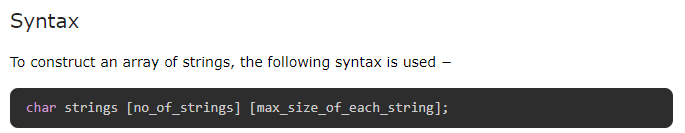 Syntax
To construct an array of strings, the following syntax is used −
char strings [no_of_strings] [max_size_of_each_string];